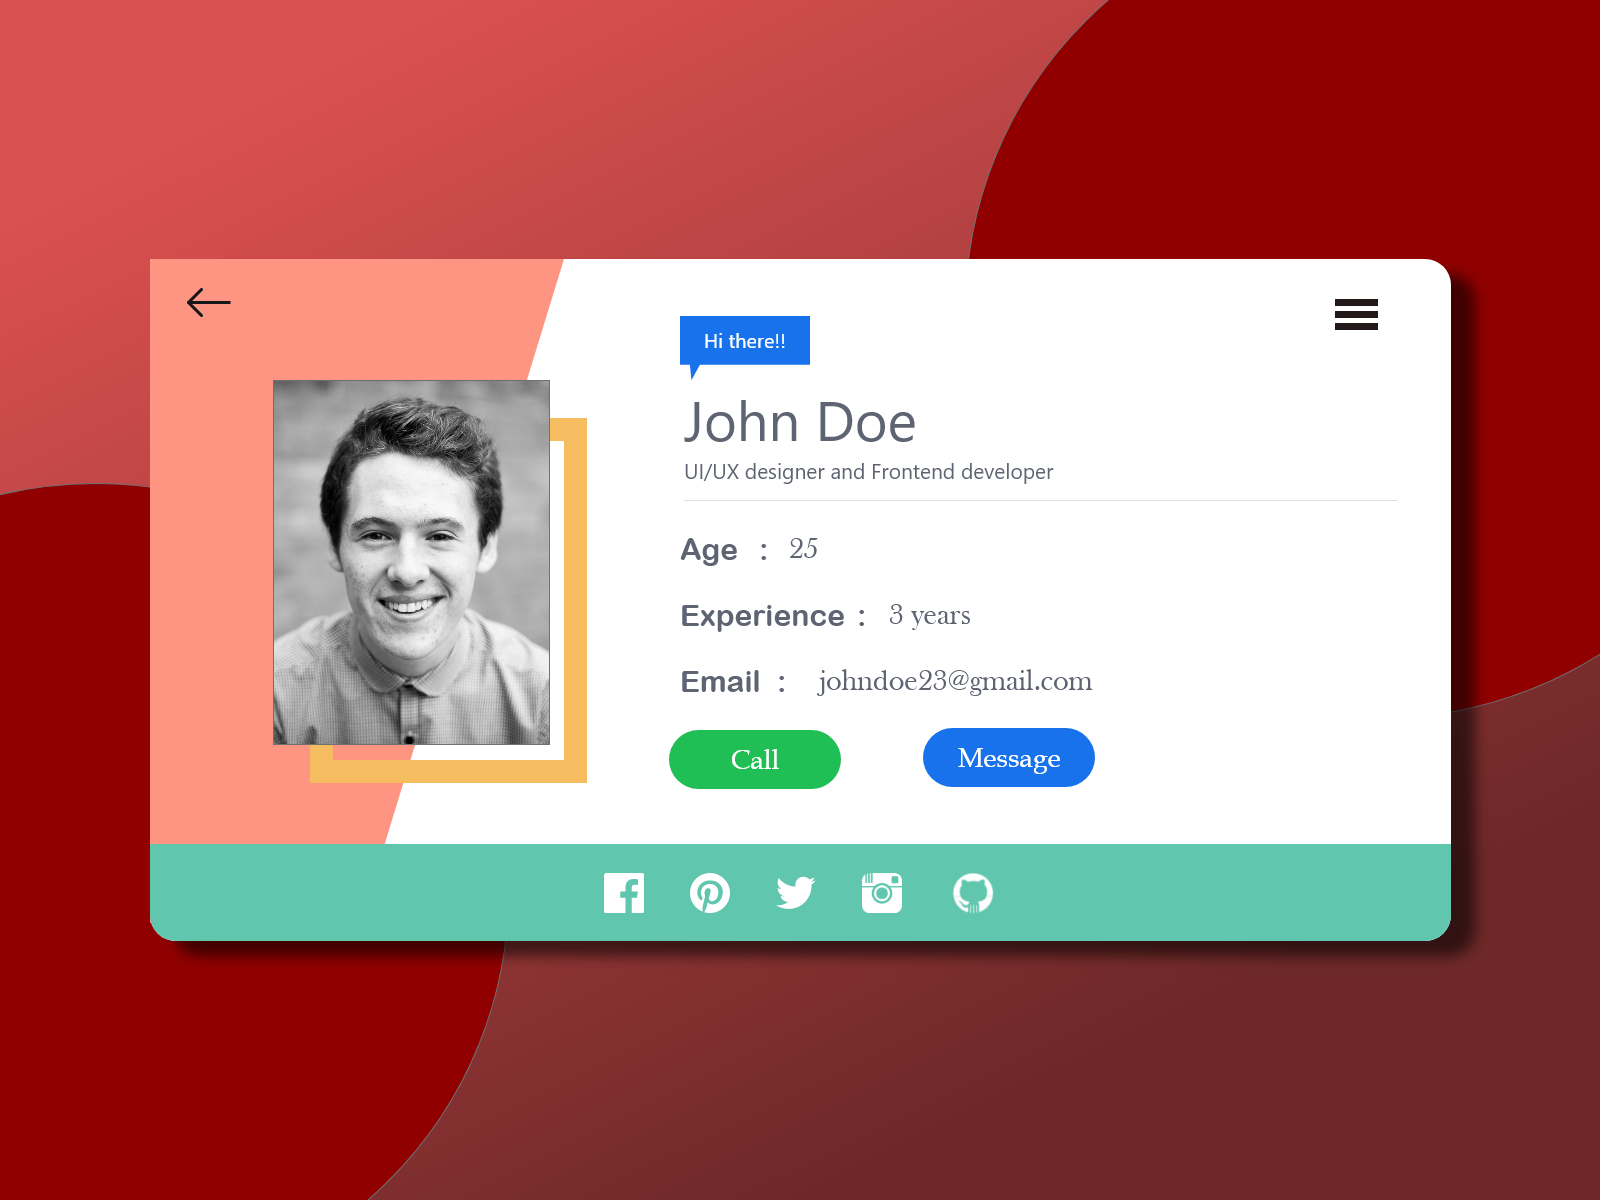 Hi there!!
John Doe
UI/UX designer and Frontend developer
Age : 25
Experience : 3 years
Email : johndoe23@gmail.com
Call Message